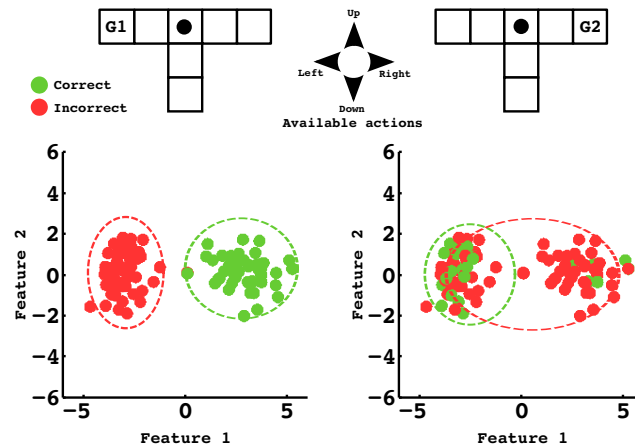 G1
G2
Up
Left
Right
Down
Available actions
Correct
Incorrect
6
4
2
0
−2
−4
−6
Feature 2
−5
0
5
Feature 1
6
4
2
0
−2
−4
−6
Feature 2
−5
0
5
Feature 1